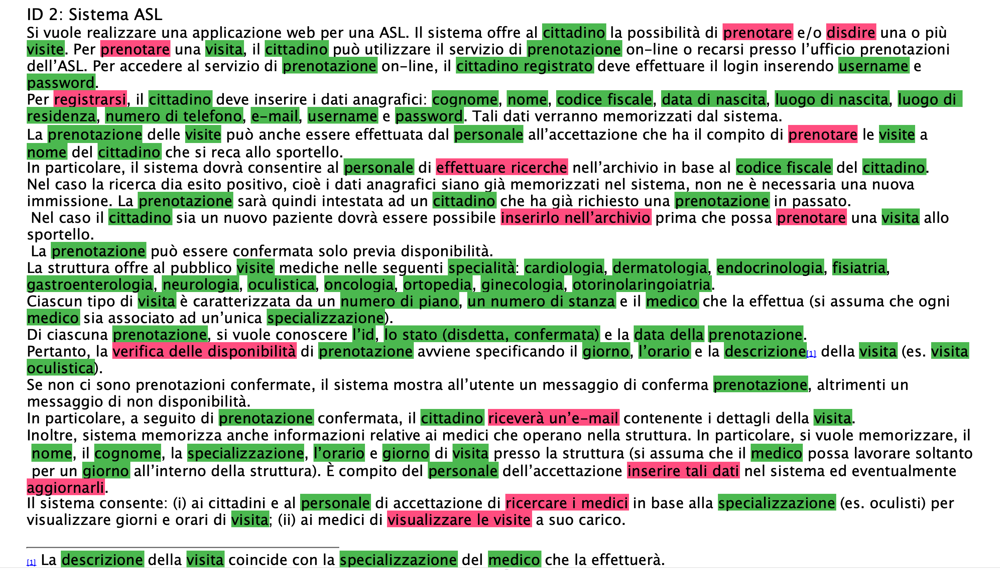 ID 2: Sistema ASL
Si vuole realizzare una applicazione web per una ASL. Il sistema offre al cittadino la possibilità di prenotare e/o disdire una o più
visite. Per prenotare una visita, il cittadino può utilizzare il servizio di prenotazione on-line o recarsi presso l'ufficio prenotazioni
dell'ASL. Per accedere al servizio di prenotazione on-line, il cittadino registrato deve effettuare il login inserendo username e
password.
Per registrarsi, il cittadino deve inserire i dati anagrafici: cognome, nome, codice fiscale, data di nascita, luogo di nascita, luogo di
residenza, numero di telefono, e-mail, username e password. Tali dati verranno memorizzati dal sistema.
La prenotazione delle visite può anche essere effettuata dal personale all'accettazione che ha il compito di prenotare le visite a
nome del cittadino che si reca allo sportello.
In particolare, il sistema dovrà consentire al personale di effettuare ricerche nell'archivio in base al codice fiscale del cittadino.
Nel caso la ricerca dia esito positivo, cioè i dati anagrafici siano già memorizzati nel sistema, non ne è necessaria una nuova
immissione. La prenotazione sarà quindi intestata ad un cittadino che ha già richiesto una prenotazione in passato.
Nel caso il cittadino sia un nuovo paziente dovrà essere possibile inserirlo nell'archivio prima che possa prenotare una visita allo
sportello.
La prenotazione può essere confermata solo previa disponibilità.
La struttura offre al pubblico visite mediche nelle seguenti specialità: cardiologia, dermatologia, endocrinologia, fisiatria,
gastroenterologia, neurologia, oculistica, oncologia, ortopedia, ginecologia, otorinolaringoiatria.
Ciascun tipo di visita è caratterizzata da un numero di piano, un numero di stanza e il medico che la effettua (si assuma che ogni
medico sia associato ad un'unica specializzazione).
Di ciascuna prenotazione, si vuole conoscere l'id, lo stato (disdetta, confermata) e la data della prenotazione.
Pertanto, la verifica delle disponibilità di prenotazione avviene specificando il giorno, l'orario e la descrizione[1] della visita (es. visita
oculistica).
Se non ci sono prenotazioni confermate, il sistema mostra all'utente un messaggio di conferma prenotazione, altrimenti un
messaggio di non disponibilità.
In particolare, a seguito di prenotazione confermata, il cittadino riceverà un'e-mail contenente i dettagli della visita.
Inoltre, sistema memorizza anche informazioni relative ai medici che operano nella struttura. In particolare, si vuole memorizzare, il
nome, il cognome, la specializzazione, l'orario e giorno di visita presso la struttura (si assuma che il medico possa lavorare soltanto
per un giorno all'interno della struttura). È compito del personale dell'accettazione inserire tali dati nel sistema ed eventualmente
aggiornarli.
Il sistema consente: (i) ai cittadini e al personale di accettazione di ricercare i medici in base alla specializzazione (es. oculisti) per
visualizzare giorni e orari di visita; (ii) ai medici di visualizzare le visite a suo carico.
[1] La descrizione della visita coincide con la specializzazione del medico che la effettuerà.